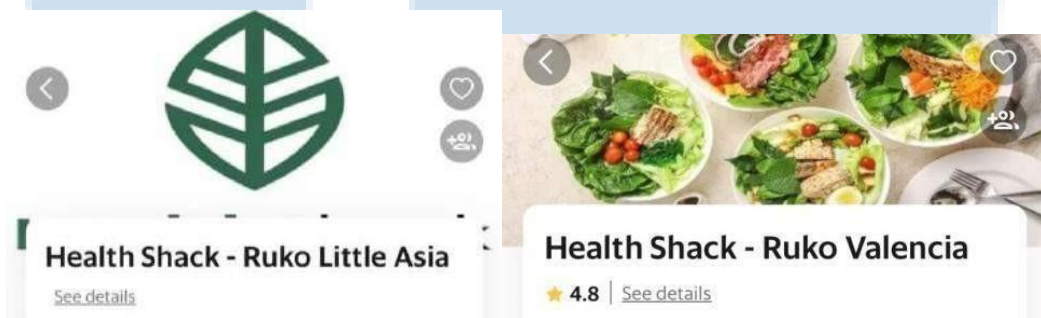 Health Shack - Ruko Little Asia
See details
Health Shack - Ruko Valencia
4.8 | See details